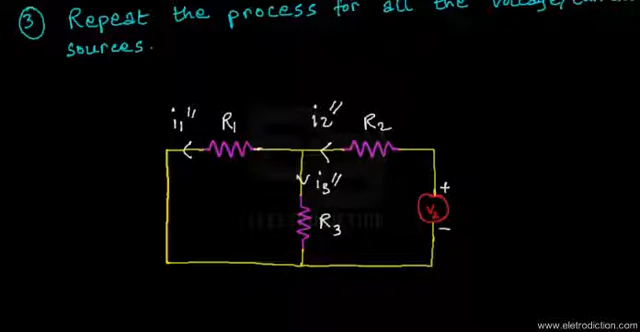 ③ Repeat the process for all the voltage/
sources.
i1" R1 i2" R2
i3"
+
V2
R3
−
www.eletrodiction.com